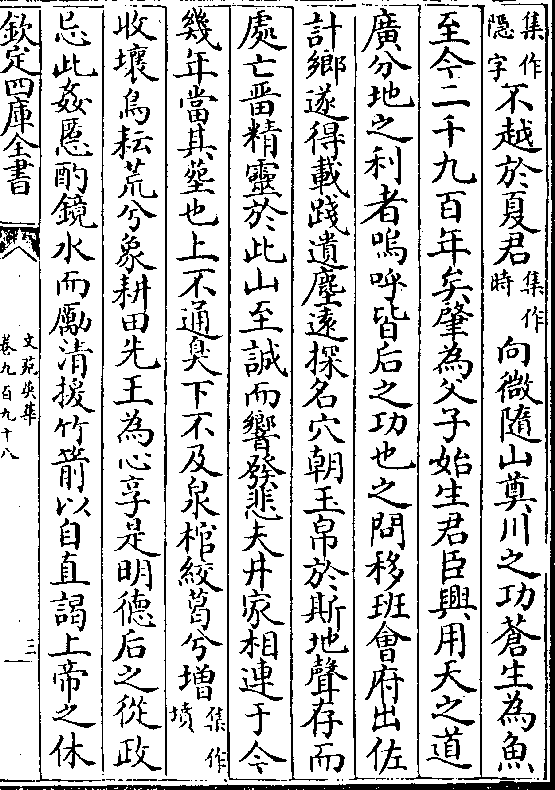 集作隱字不越於夏君集作時向微隨山奠川之功蒼生為魚
至今二千九百年矣肇為父子始生君臣興用天之道
廣分地之利者嗚呼皆后之功也之問移班會府出佐
計鄉遂得載踐遺塵遠探名穴朝玉帛於斯地聲存而
處亡畱精靈於此山至誠而響發悲夫井家相連于今
幾年當其塟也上不通臭下不及泉棺絞葛兮増集作墳
收壤鳥耘荒兮象耕田先王為心享是明德后之從政
忌此姦慝酌鏡水而勵清援竹箭以自直謁上帝之休
欽定四庫全書
文苑英華
卷九百九十八
三